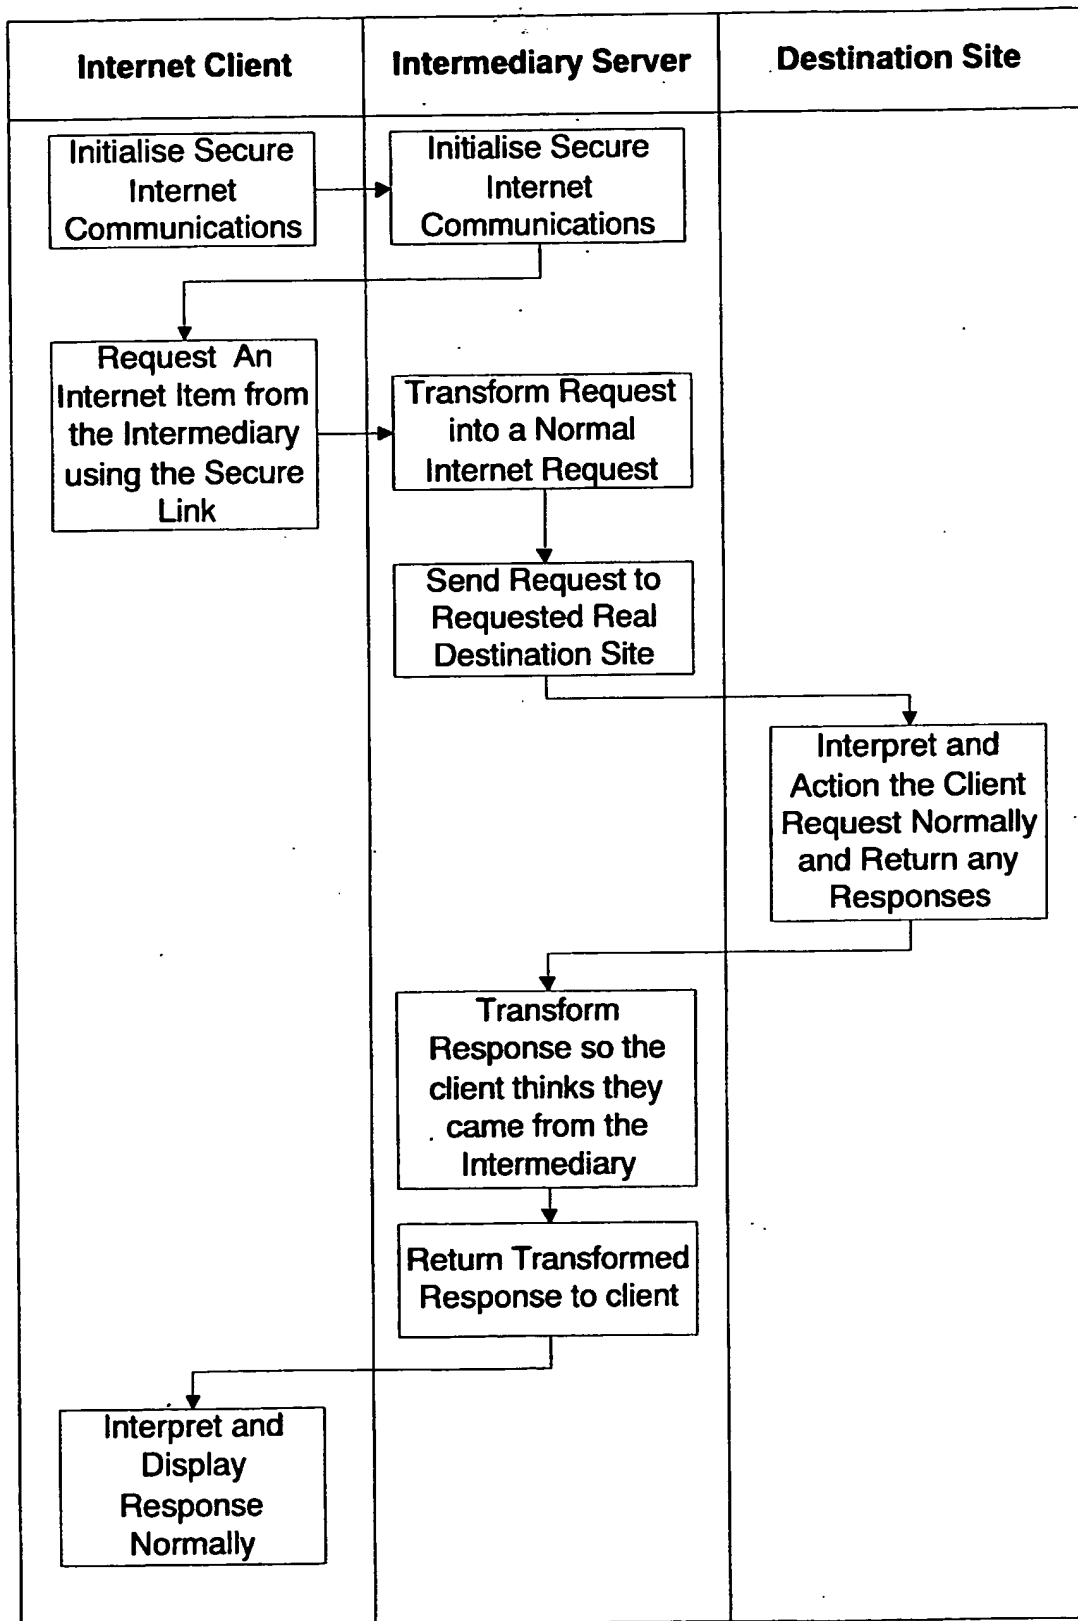 Internet Client
Intermediary Server
Destination Site
Initialise Secure
Internet
Communications
Initialise Secure
Internet
Communications
Request An
Internet Item from
the Intermediary
using the Secure
Link
Transform Request
into a Normal
Internet Request
Send Request to
Requested Real
Destination Site
Interpret and
Action the Client
Request Normally
and Return any
Responses
Transform
Response so the
client thinks they
came from the
Intermediary
Return Transformed
Response to client
Interpret and
Display
Response
Normally